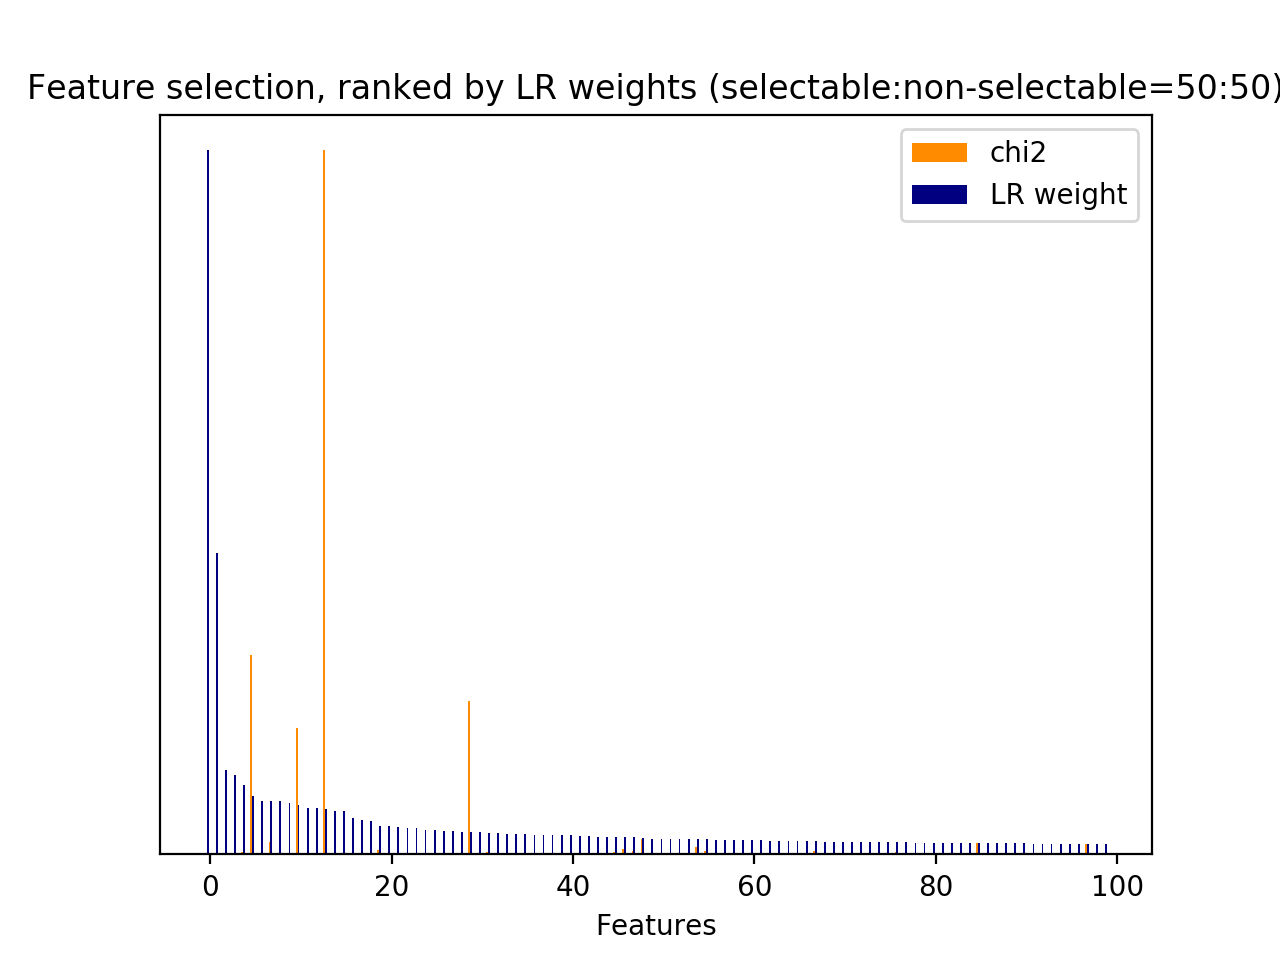 Feature selection, ranked by LR weights (selectable:non-selectable=50:50)
chi2
LR weight
0 20 40 60 80 100
Features